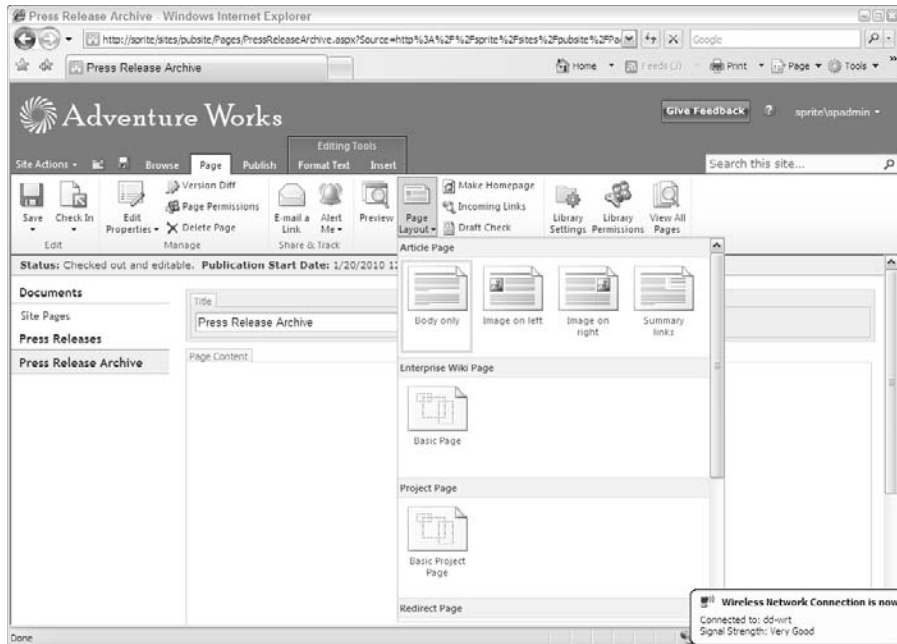 Press Release Archive - Windows Internet Explorer
http://sprite/sites/pubsite/Pages/PressReleaseArchive.aspx?Source=http%3A%2F%2Fsprite%2Fsites%2Fpubsite%2FPa
Google
Press Release Archive
Home
Feeds (J)
Print
Page
Tools
Adventure Works
Give Feedback
?
sprite\spadmin
Editing Tools
Site Actions
Browse
Page
Publish
Format Text
Insert
Search this site...
Save
Check In
Edit Properties
Version Diff
Page Permissions
Delete Page
E-mail a Link
Alert Me
Preview
Page Layout
Make Homepage
Incoming Links
Draft Check
Library Settings
Library Permissions
View All Pages
Edit
Manage
Share & Track
Article Page
Status: Checked out and editable. Publication Start Date: 1/20/2010 12
Documents
Site Pages
Press Releases
Press Release Archive
Title
Press Release Archive
Page Content
Body only
Image on left
Image on right
Summary links
Enterprise Wiki Page
Basic Page
Project Page
Basic Project Page
Redirect Page
Wireless Network Connection is now
Connected to: dd-wrt
Signal Strength: Very Good
Done